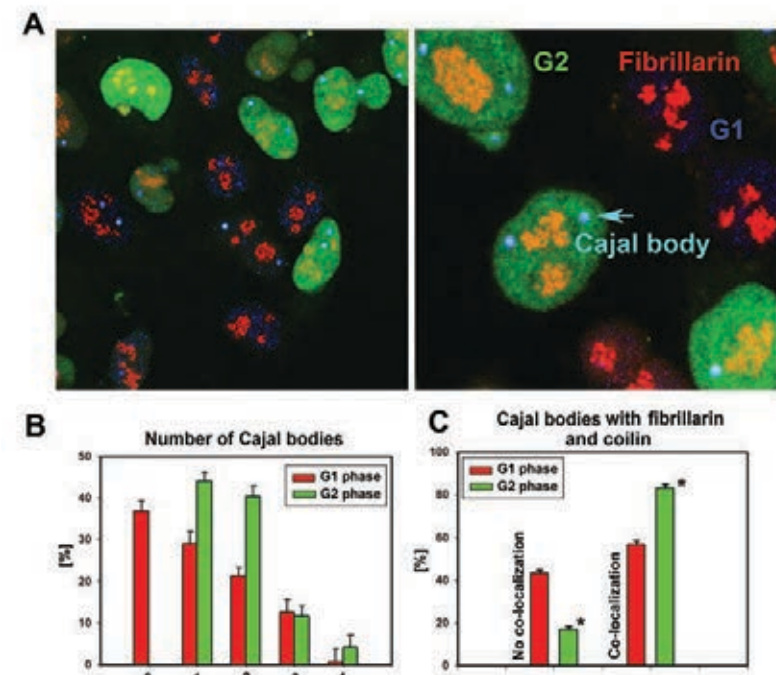 A
G2
Fibrillarin
G1
Cajal body
B
Number of Cajal bodies
50
40
30
20
10
0
[%]
G1 phase
G2 phase
C
Cajal bodies with fibrillarin
and coilin
100
80
60
40
20
0
[%]
G1 phase
G2 phase
No co-localization
*
Co-localization
*